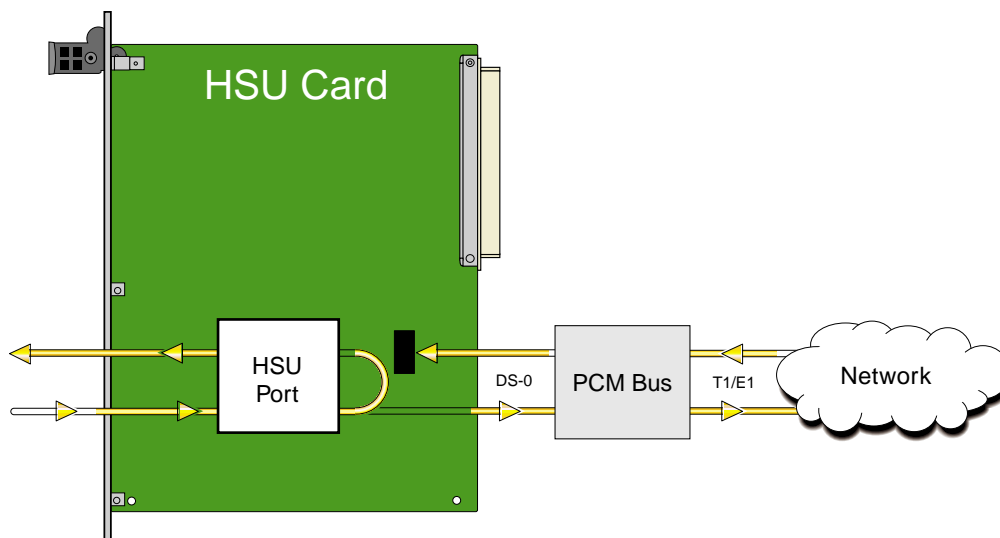 HSU Card
HSU
Port
DS-0
PCM Bus
T1/E1
Network